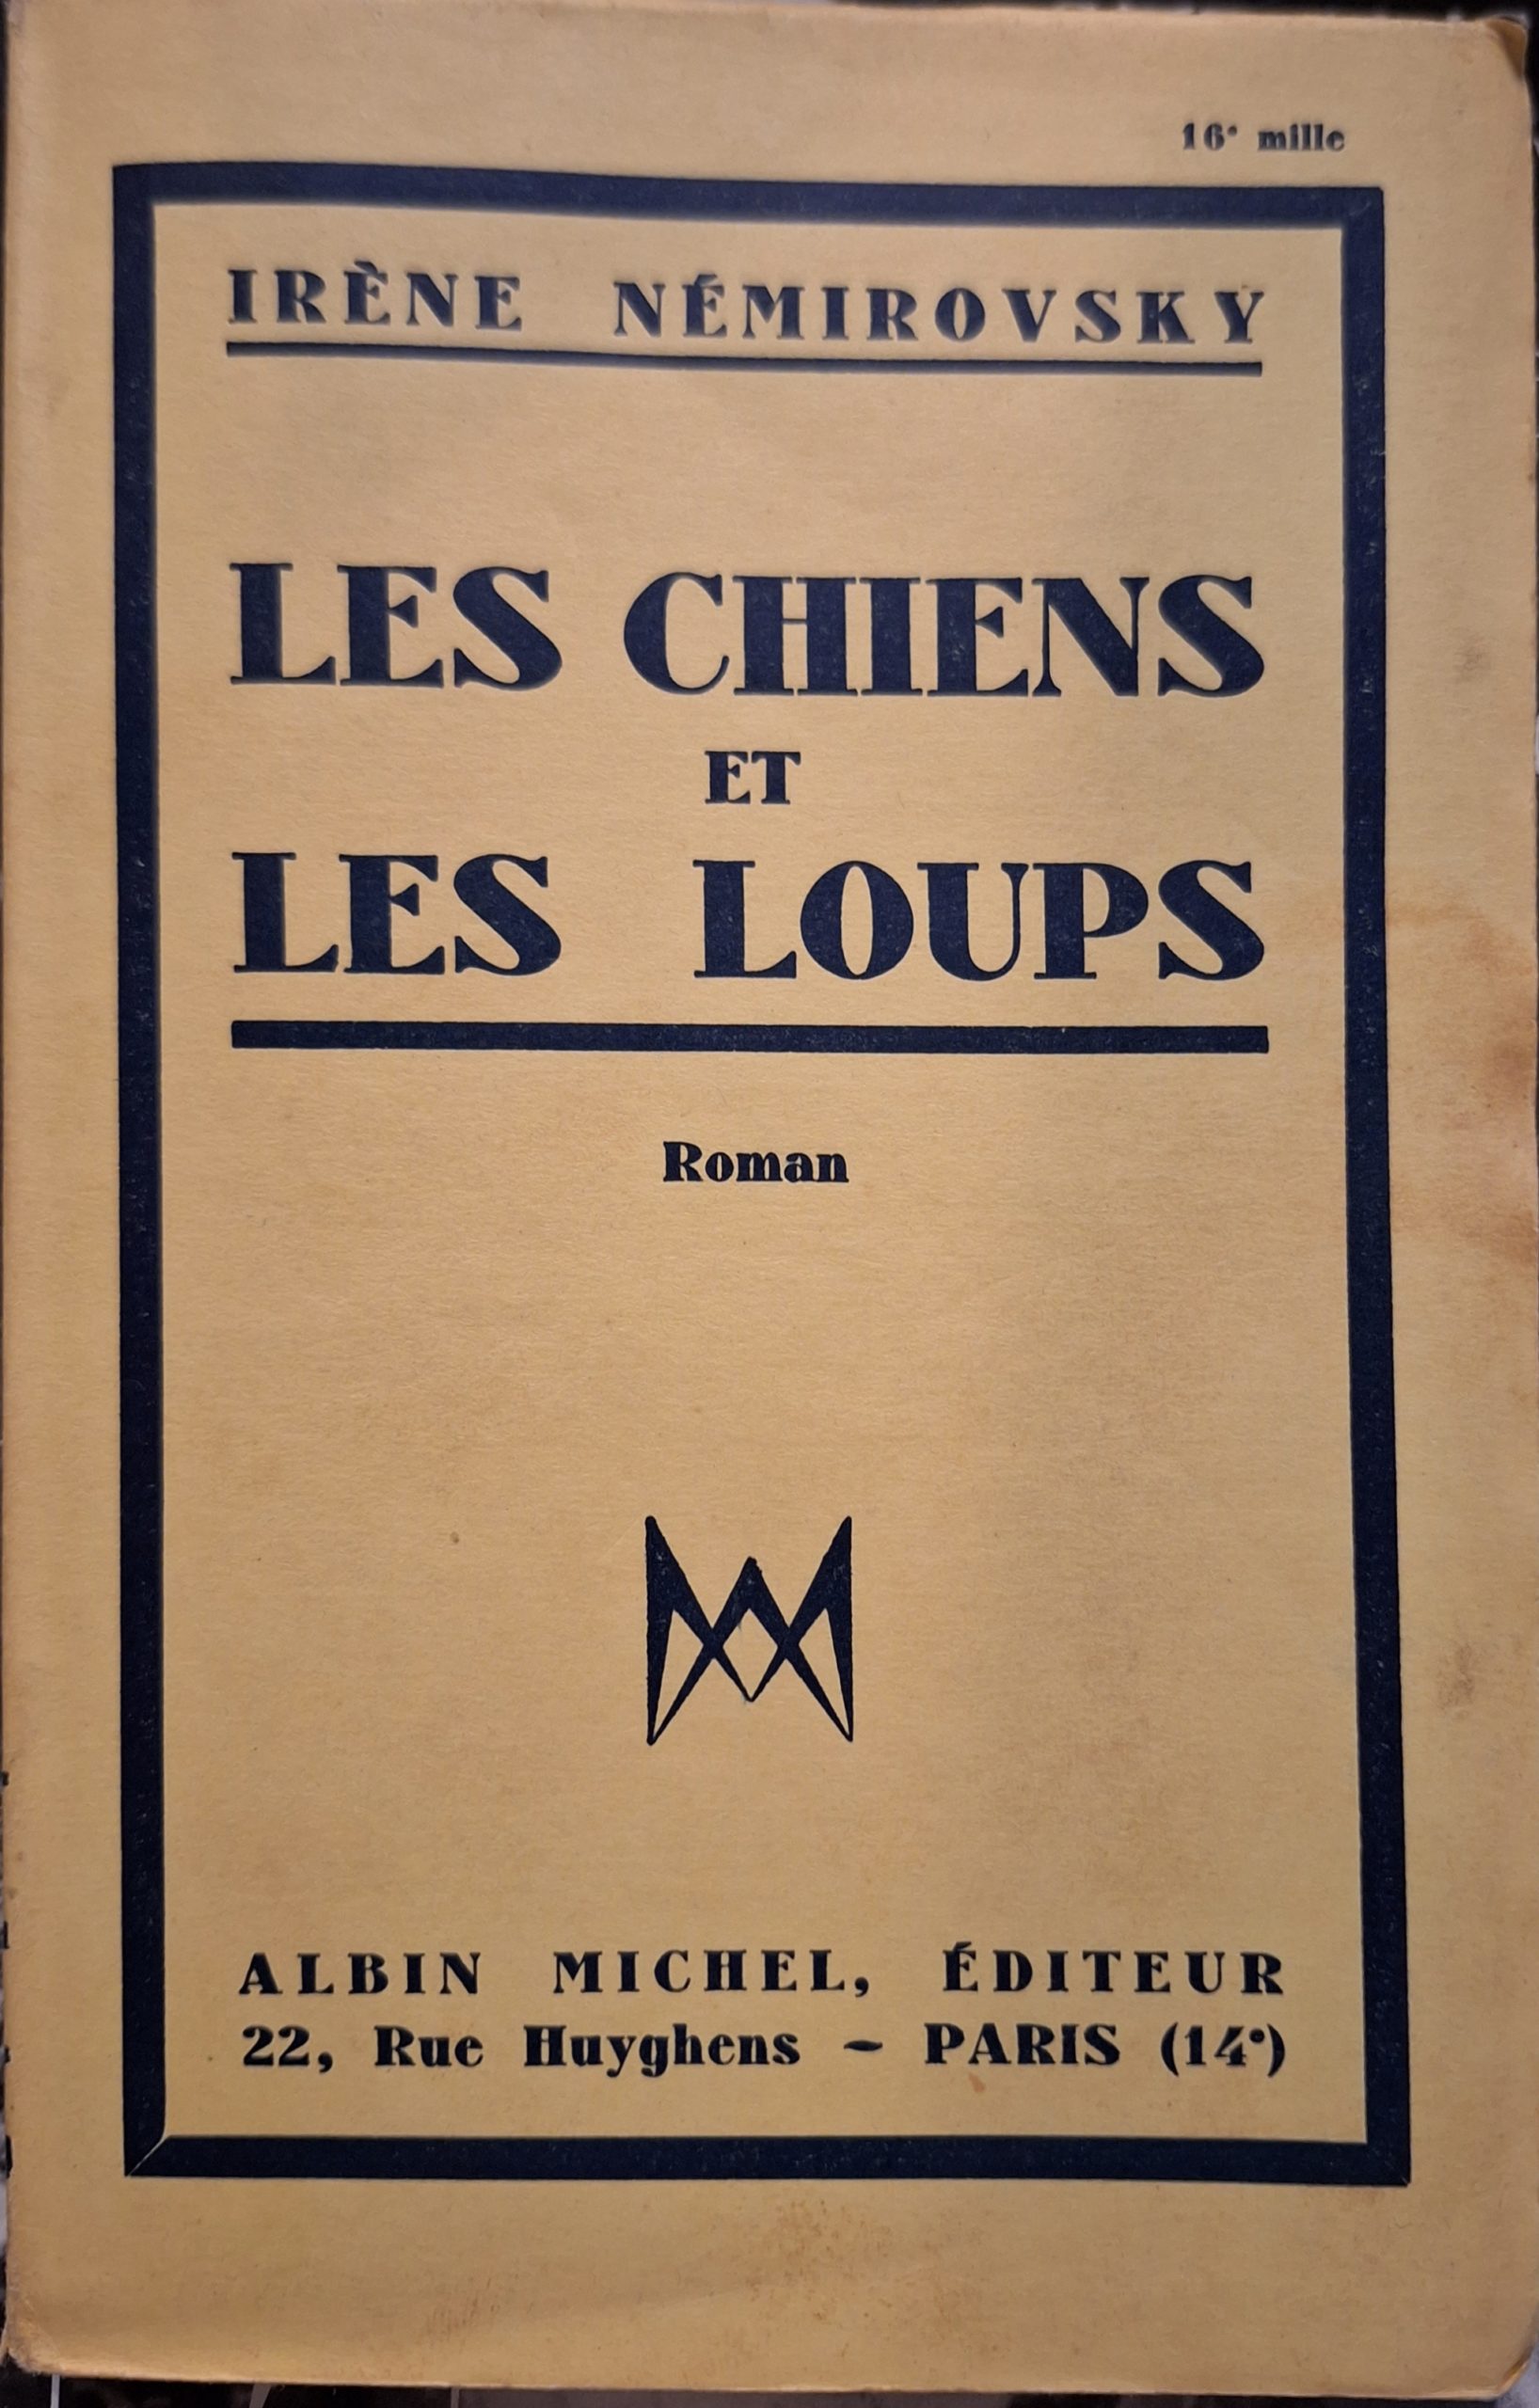 16e mille
IRÈNE NÉMIROVSKY
LES CHIENS
ET
LES LOUPS
Roman
ALBIN MICHEL, ÉDITEUR
22, Rue Huyghens – PARIS (14e)